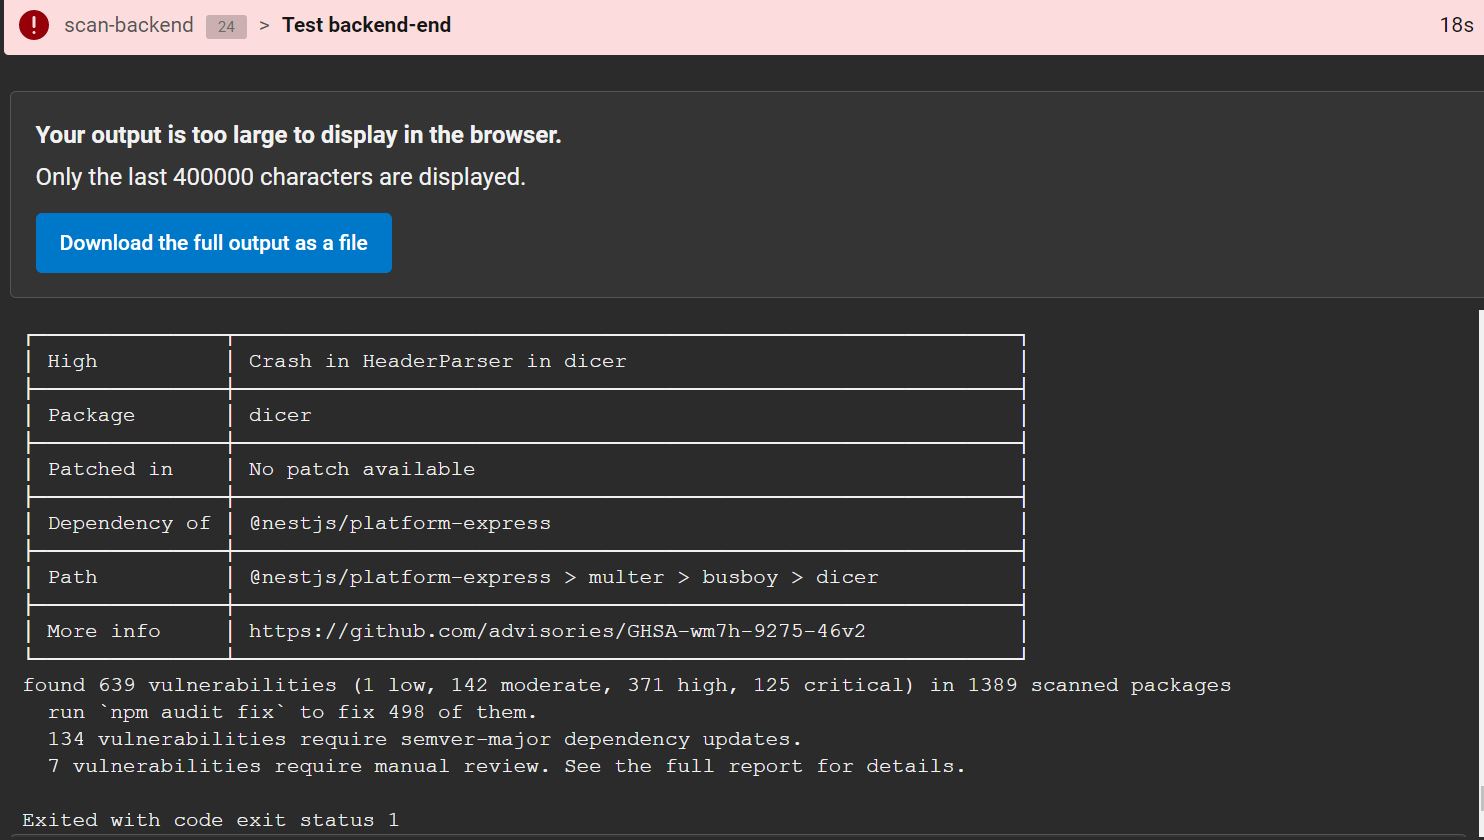 ! scan-backend 24 > Test backend-end 18s
Your output is too large to display in the browser.
Only the last 400000 characters are displayed.
Download the full output as a file
High Crash in HeaderParser in dicer
Package dicer
Patched in No patch available
Dependency of @nestjs/platform-express
Path @nestjs/platform-express > multer > busboy > dicer
More info https://github.com/advisories/GHSA-wm7h-9275-46v2
found 639 vulnerabilities (1 low, 142 moderate, 371 high, 125 critical) in 1389 scanned packages
run `npm audit fix` to fix 498 of them.
134 vulnerabilities require semver-major dependency updates.
7 vulnerabilities require manual review. See the full report for details.
Exited with code exit status 1